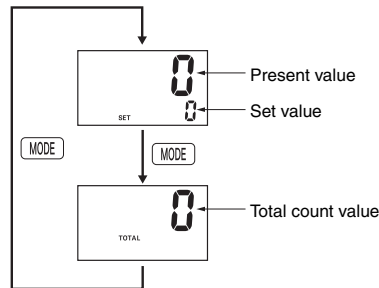 0
Present value
SET 0
Set value
MODE
MODE
0
Total count value
TOTAL